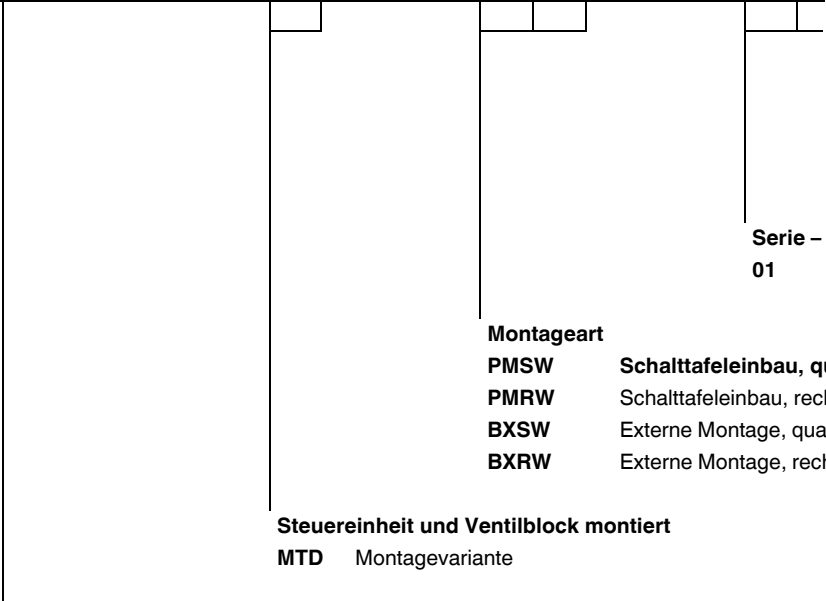 Serie –
01
Montageart
PMSW Schalttafeleinbau,
PMRW Schalttafeleinbau,
BXSW Externe Montage,
BXRW Externe Montage,
Steuereinheit und Ventilblock montiert
MTD Montagevariante